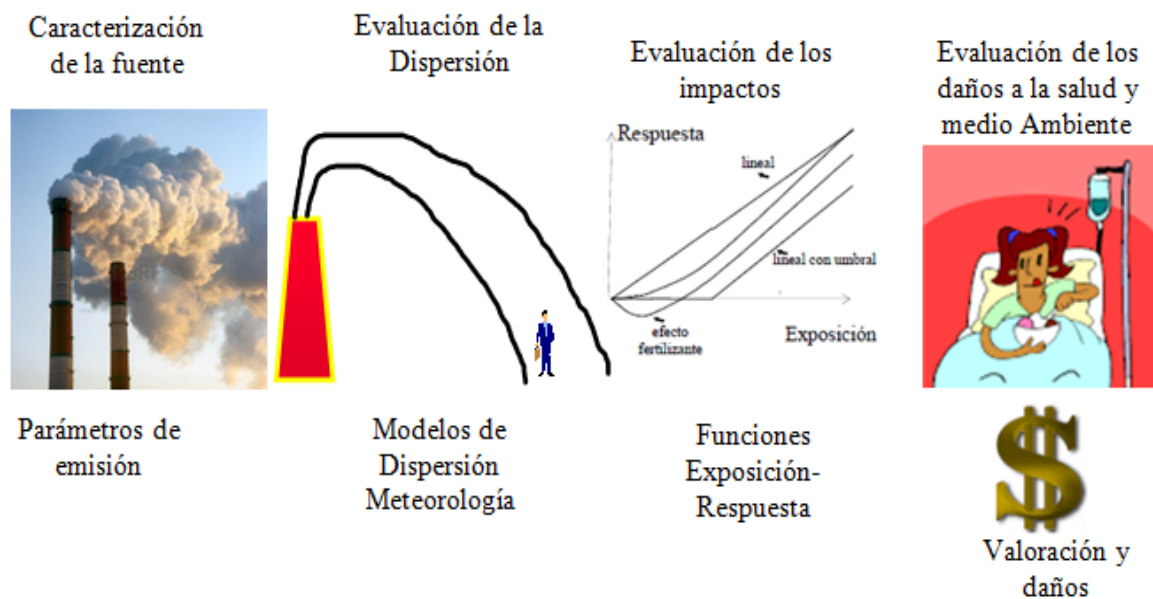 Caracterización
de la fuente
Evaluación de la
Dispersión
Evaluación de los
impactos
Evaluación de los
daños a la salud y
medio Ambiente
Respuesta
lineal
lineal con umbral
efecto
fertilizante
Exposición
Parámetros de
emisión
Modelos de
Dispersión
Meteorología
Funciones
Exposición-
Respuesta
$
Valoración y
daños